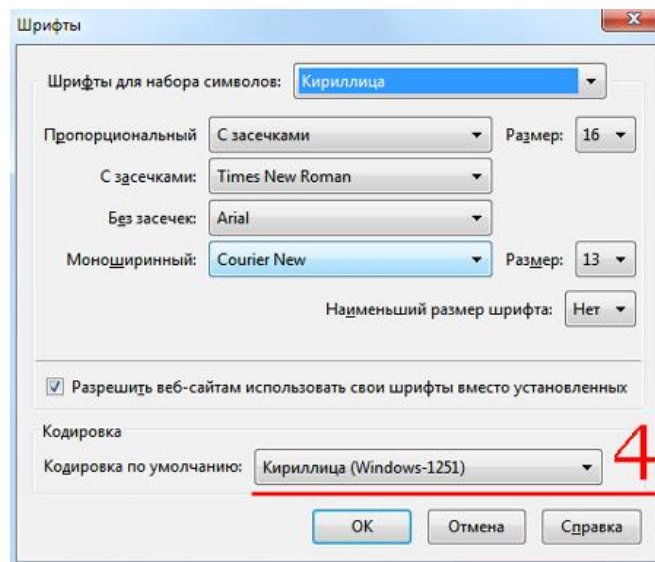 Шрифты
Шрифты для набора символов: Кириллица
Пропорциональный С засечками Размер: 16
С засечками: Times New Roman
Без засечек: Arial
Моноширинный: Courier New Размер: 13
Наименьший размер шрифта: Нет
Разрешить веб-сайтам использовать свои шрифты вместо установленных
Кодировка
Кодировка по умолчанию: Кириллица (Windows-1251) 4
ОК Отмена Справка